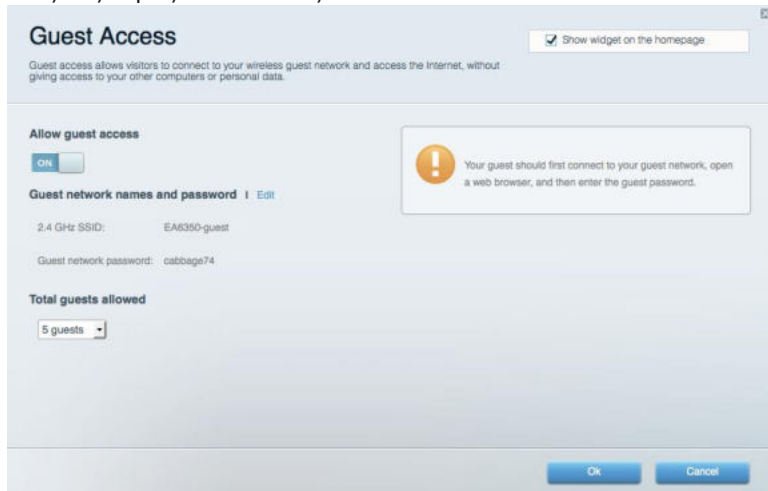 Guest Access
Show widget on the homepage
Guest access allows visitors to connect to your wireless guest network and access the Internet, without
giving access to your other computers or personal data.
Allow guest access
ON
Your guest should first connect to your guest network, open
a web browser, and then enter the guest password.
Guest network names and password | Edit
2.4 GHz SSID: EA6350-guest
Guest network password: cabbage74
Total guests allowed
5 guests
Ok Cancel